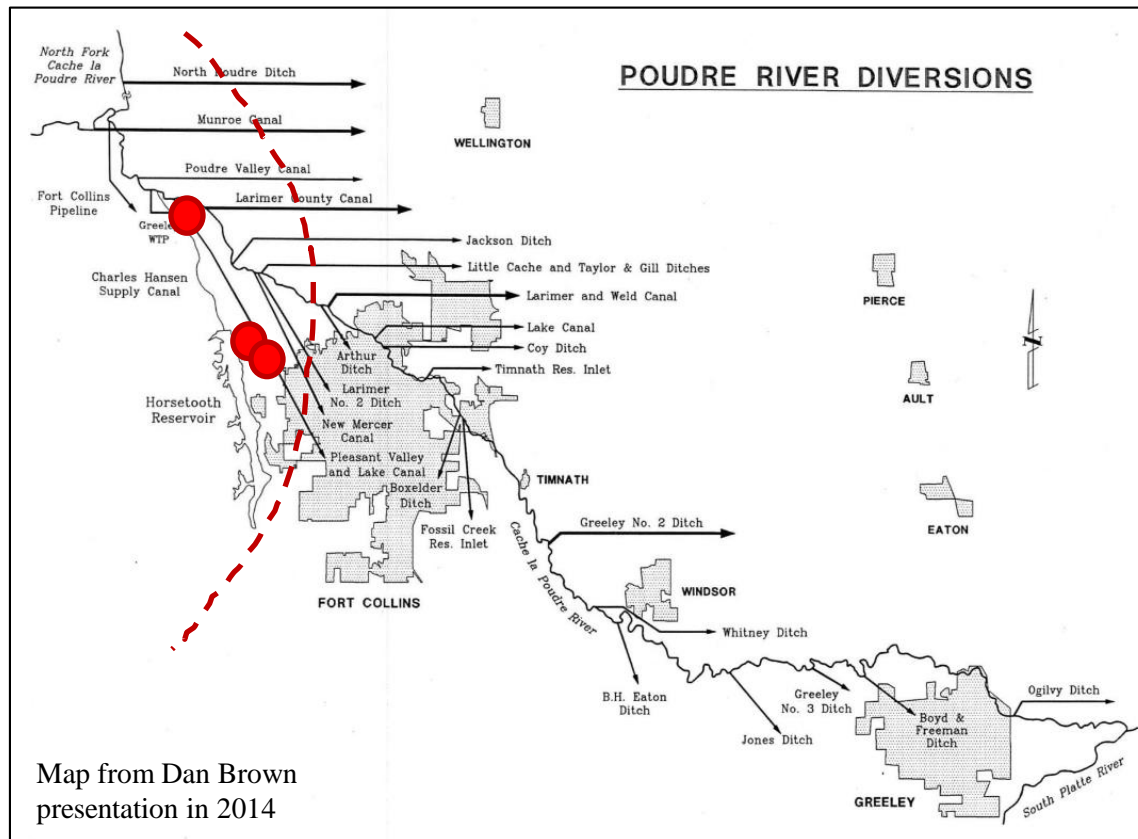 POUDRE RIVER DIVERSIONS
North Fork
Cache la
Poudre River
North Poudre Ditch
Munroe Canal
WELLINGTON
Poudre Valley Canal
Fort Collins
Pipeline
Larimer County Canal
Greeley
WTP
Jackson Ditch
Charles Hansen
Supply Canal
Little Cache and Taylor & Gill Ditches
PIERCE
Larimer and Weld Canal
N
Lake Canal
Coy Ditch
Arthur
Ditch
Timnath Res. Inlet
Larimer
No. 2 Ditch
AULT
Horsetooth
Reservoir
New Mercer
Canal
Pleasant Valley
and Lake Canal
Boxelder
Ditch
TIMNATH
EATON
Fossil Creek
Res. Inlet
Greeley No. 2 Ditch
Cache la Poudre River
FORT COLLINS
WINDSOR
Whitney Ditch
B.H. Eaton
Ditch
Greeley
No. 3 Ditch
Ogilvy Ditch
Boyd &
Freeman
Ditch
Jones Ditch
South Platte River
GREELEY
Map from Dan Brown
presentation in 2014